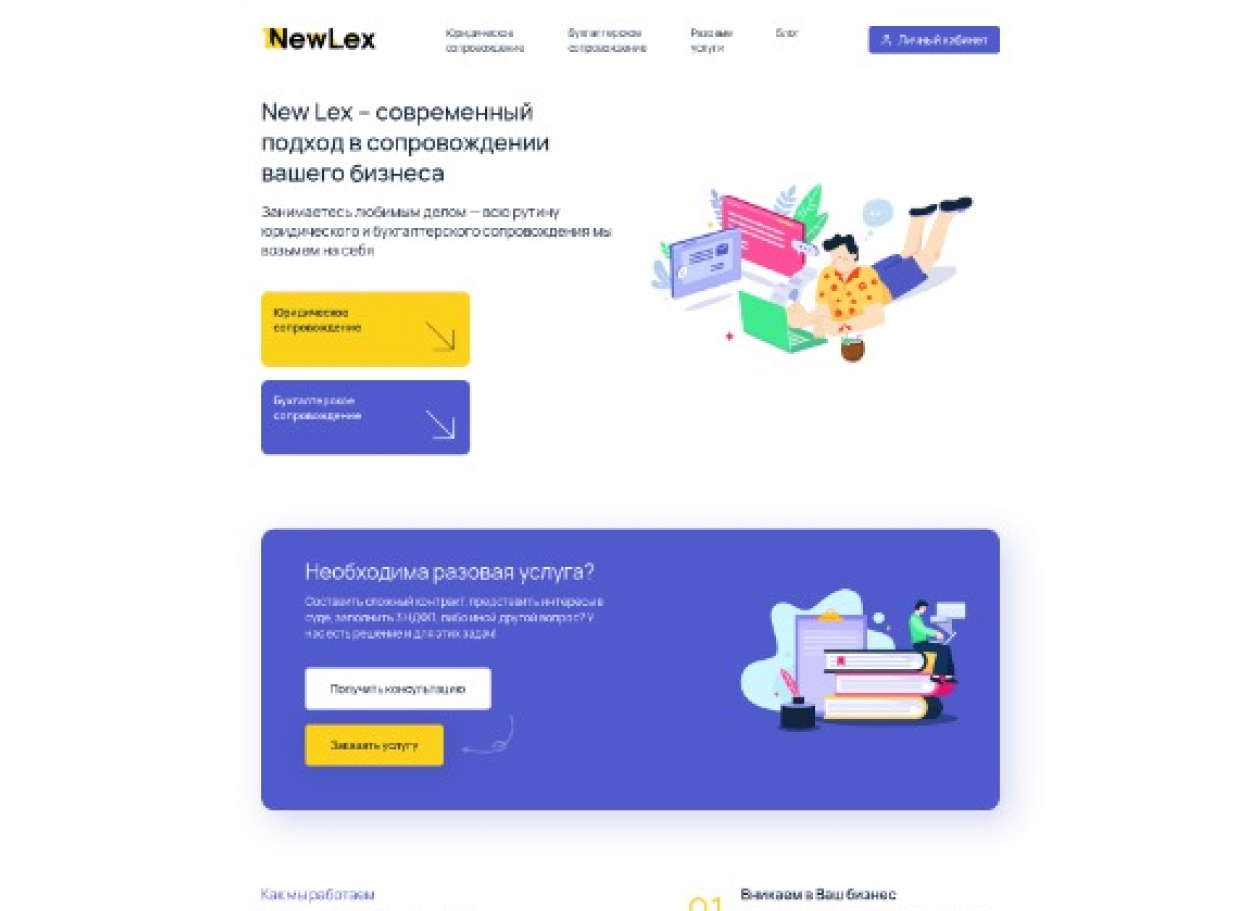 NewLex
Юридическое
сопровождение
Бухгалтерское
сопровождение
Разовые
услуги
Блог
Личный кабинет
New Lex – современный
подход в сопровождении
вашего бизнеса
Занимаетесь любимым делом — всю рутину
юридического и бухгалтерского сопровождения мы
возьмем на себя
Юридическое
сопровождение
Бухгалтерское
сопровождение
Необходима разовая услуга?
Составить сложный контракт, представить интересы в
суде, заполнить 3 НДФЛ, либо иной другой вопрос? У
нас есть решение и для этих задач!
Получить консультацию
Заказать услугу
Как мы работаем
01
Вникаем в Ваш бизнес